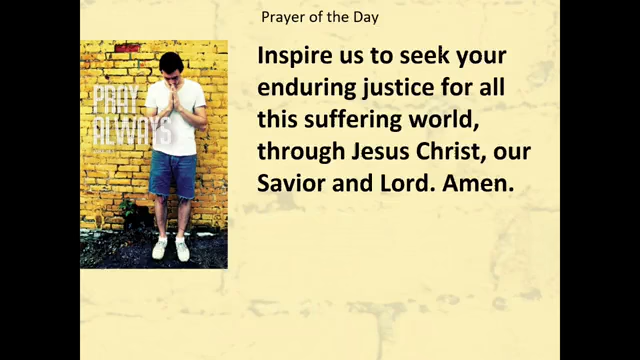 Prayer of the Day
Inspire us to seek your
enduring justice for all
this suffering world,
through Jesus Christ, our
Savior and Lord. Amen.
PRAY
ALWAYS